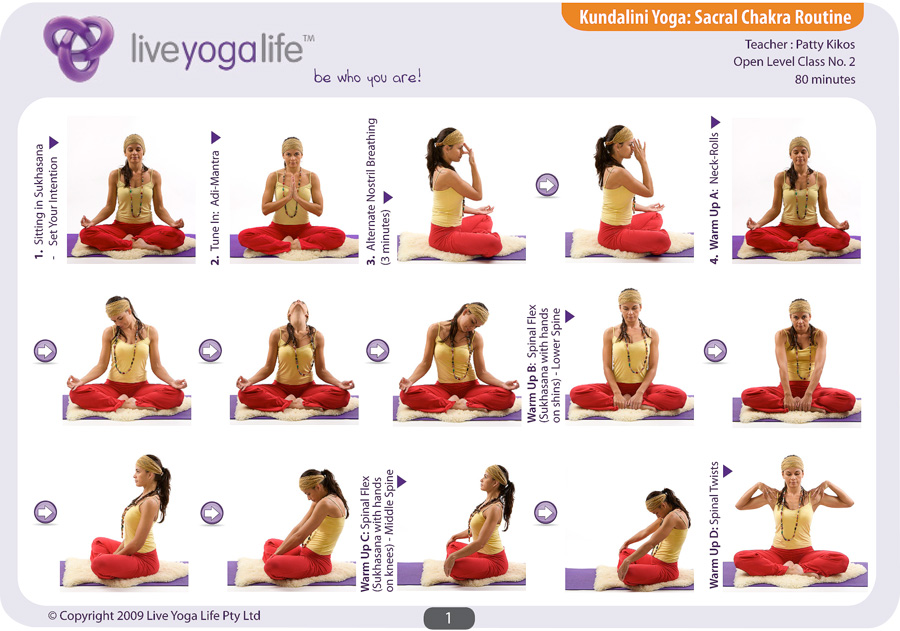 Kundalini Yoga: Sacral Chakra Routine
liveyogalife™
be who you are!
Teacher : Patty Kikos
Open Level Class No. 2
80 minutes
1. Sitting in Sukhasana
- Set Your Intention
2. Tune In: Adi-Mantra
3. Alternate Nostril Breathing
(3 minutes)
4. Warm Up A: Neck-Rolls
Warm Up B: Spinal Flex
(Sukhasana with hands
on shins) - Lower Spine
Warm Up C: Spinal Flex
(Sukhasana with hands
on knees) - Middle Spine
Warm Up D: Spinal Twists
© Copyright 2009 Live Yoga Life Pty Ltd
1